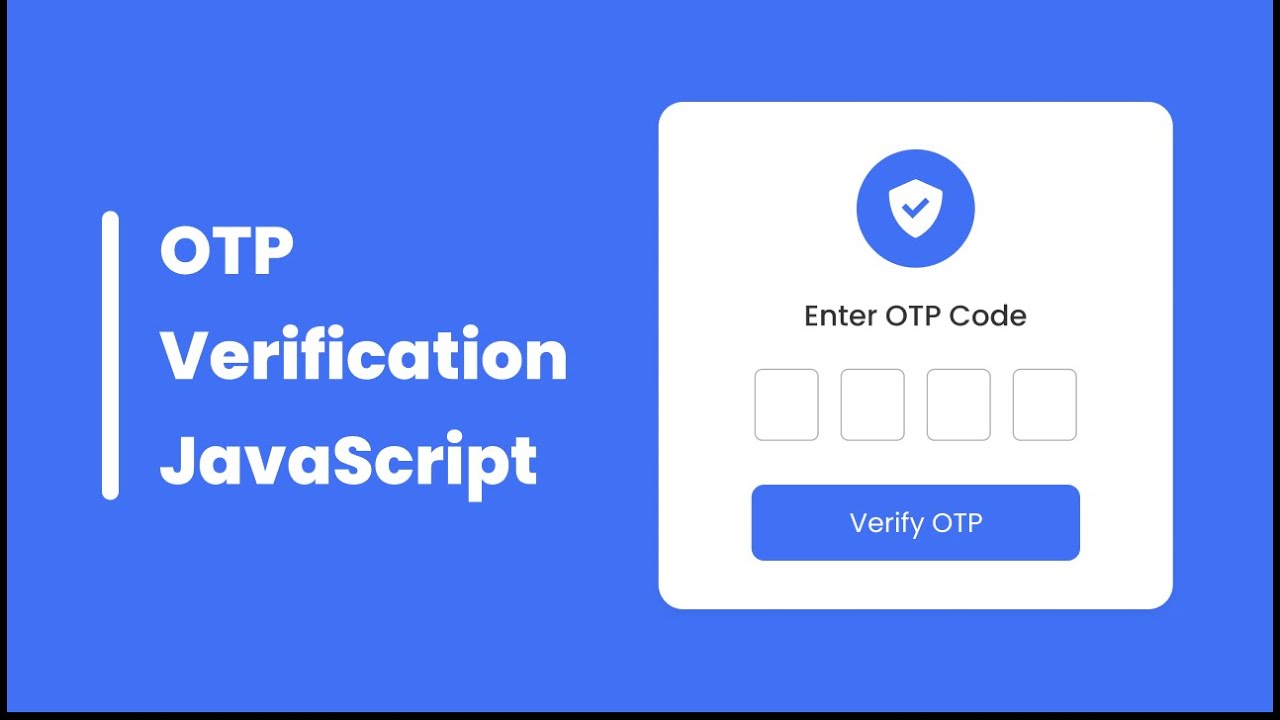 OTP
Verification
JavaScript
Enter OTP Code
Verify OTP